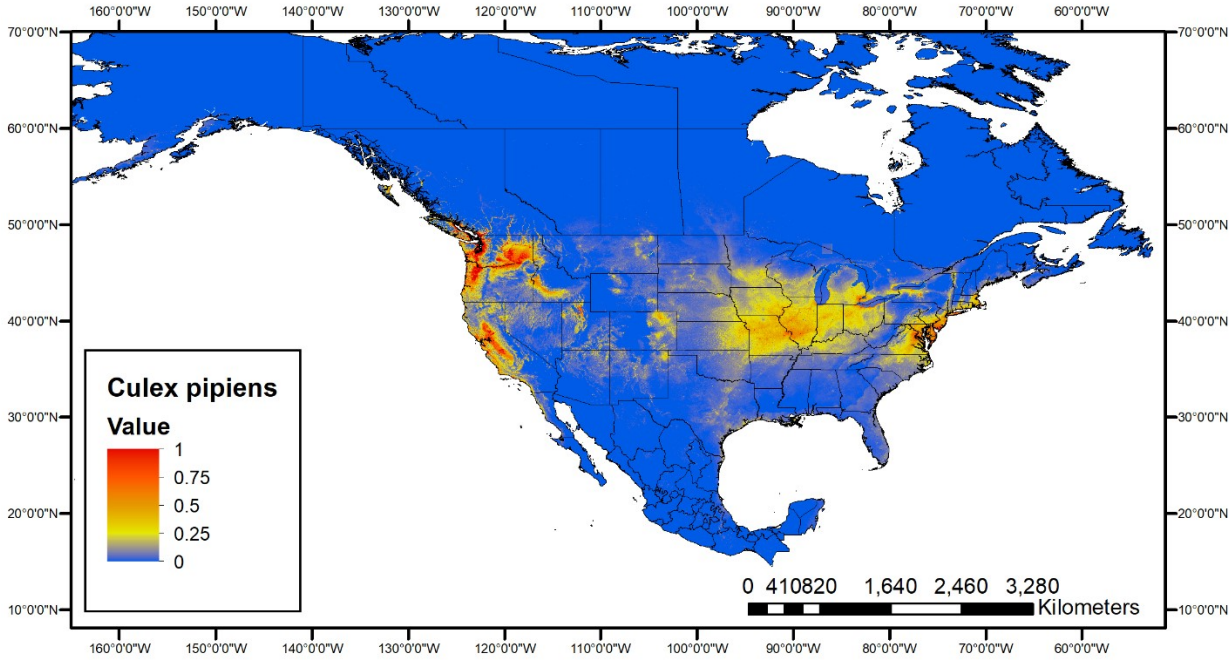 160°0'0"W 150°0'0"W 140°0'0"W 130°0'0"W 120°0'0"W 110°0'0"W 100°0'0"W 90°0'0"W 80°0'0"W 70°0'0"W 60°0'0"W
70°0'0"N 70°0'0"N
60°0'0"N 60°0'0"N
50°0'0"N 50°0'0"N
40°0'0"N 40°0'0"N
30°0'0"N 30°0'0"N
20°0'0"N 20°0'0"N
10°0'0"N 10°0'0"N
Culex pipiens
Value
1
0.75
0.5
0.25
0
0 410820 1,640 2,460 3,280
Kilometers
160°0'0"W 150°0'0"W 140°0'0"W 130°0'0"W 120°0'0"W 110°0'0"W 100°0'0"W 90°0'0"W 80°0'0"W 70°0'0"W 60°0'0"W